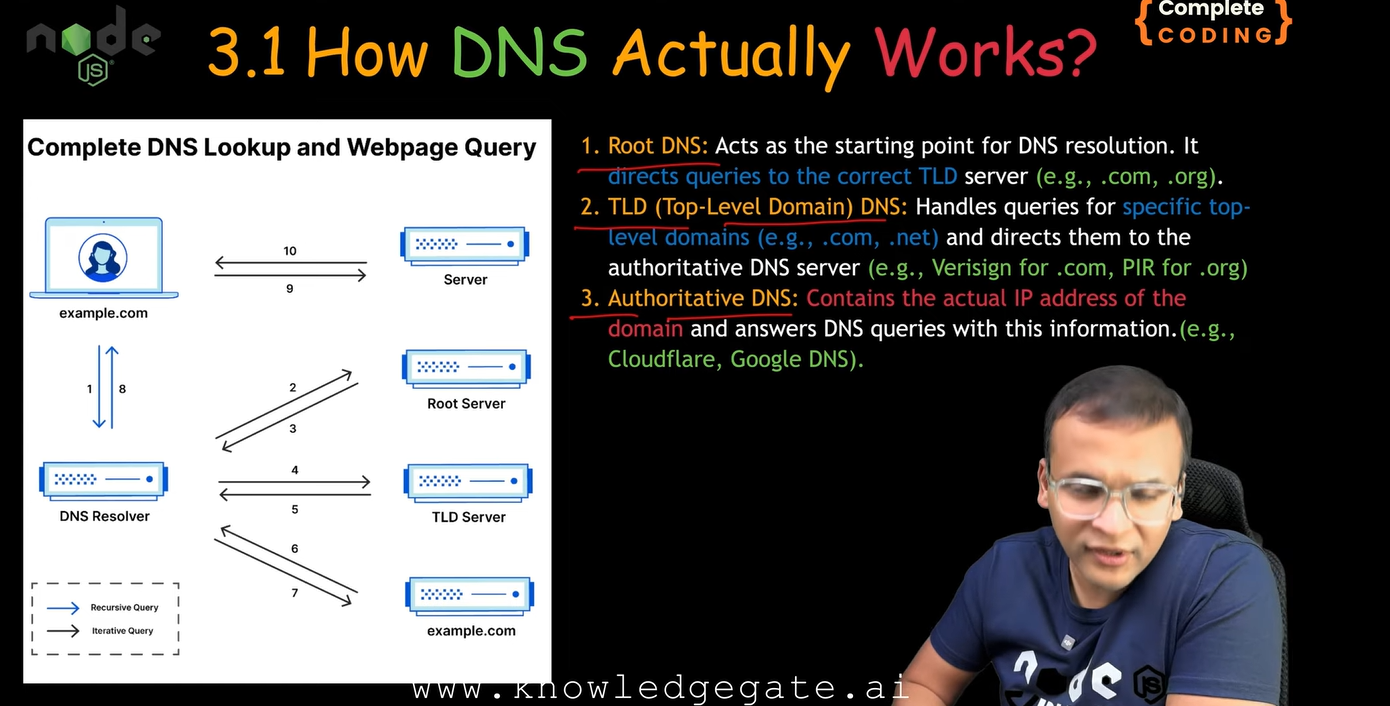 node
JS
3.1 How DNS Actually Works?
{ Complete
CODING }
Complete DNS Lookup and Webpage Query
example.com
10
9
Server
1
8
2
3
Root Server
DNS Resolver
4
5
TLD Server
6
7
example.com
Recursive Query
Iterative Query
1. Root DNS: Acts as the starting point for DNS resolution. It
directs queries to the correct TLD server (e.g., .com, .org).
2. TLD (Top-Level Domain) DNS: Handles queries for specific top-
level domains (e.g., .com, .net) and directs them to the
authoritative DNS server (e.g., Verisign for .com, PIR for .org)
3. Authoritative DNS: Contains the actual IP address of the
domain and answers DNS queries with this information.(e.g.,
Cloudflare, Google DNS).
www.knowledgegate.ai